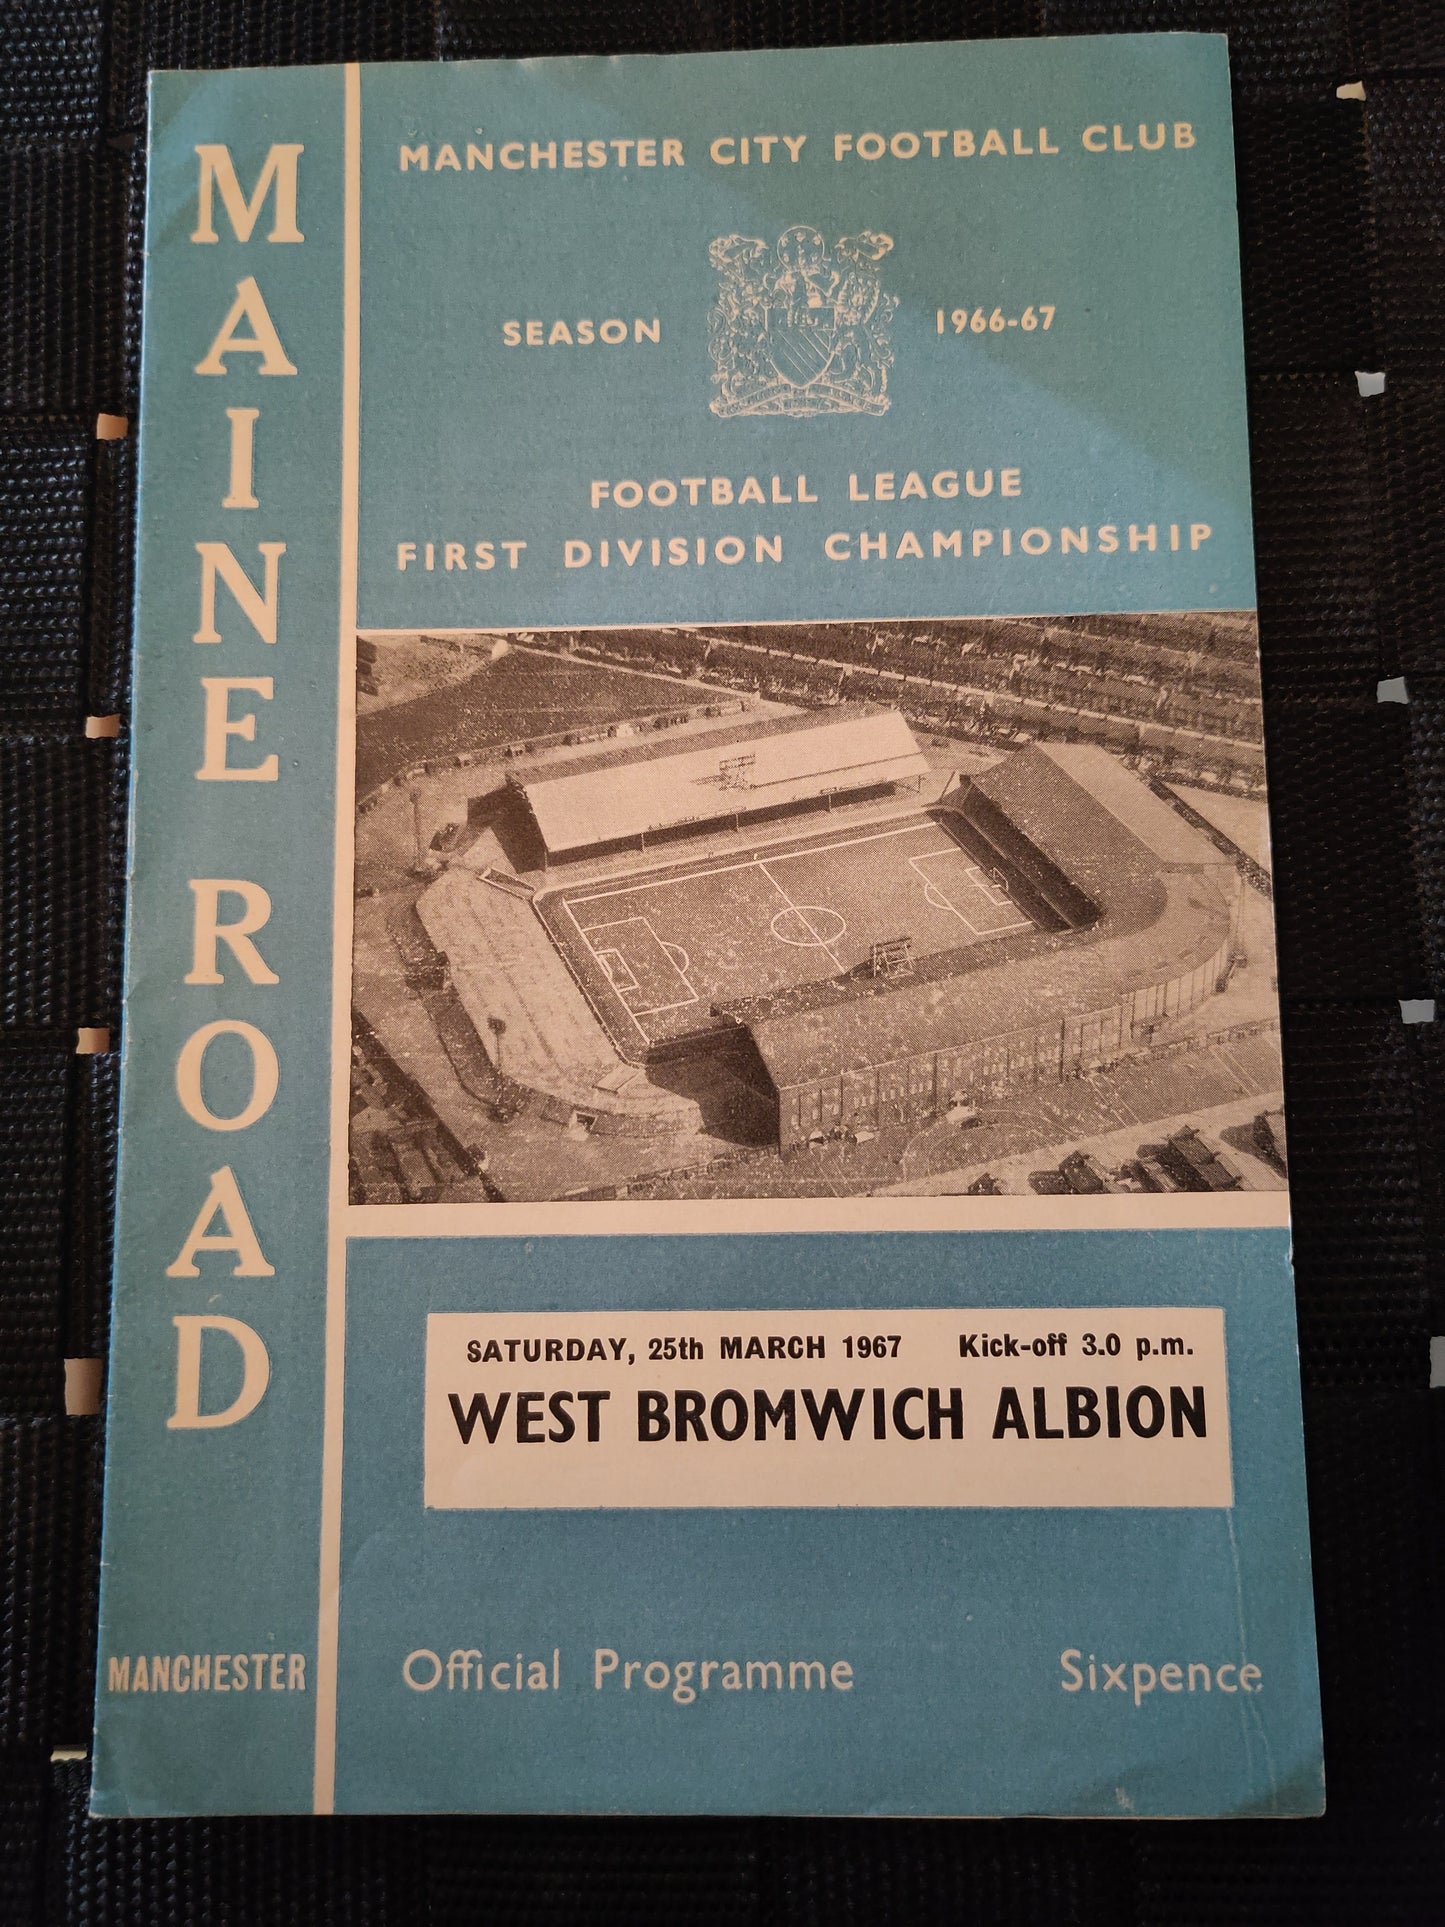 MAINE ROAD
MANCHESTER
MANCHESTER CITY FOOTBALL CLUB
SEASON 1966-67
FOOTBALL LEAGUE
FIRST DIVISION CHAMPIONSHIP
SATURDAY, 25th MARCH 1967 Kick-off 3.0 p.m.
WEST BROMWICH ALBION
Official Programme Sixpence